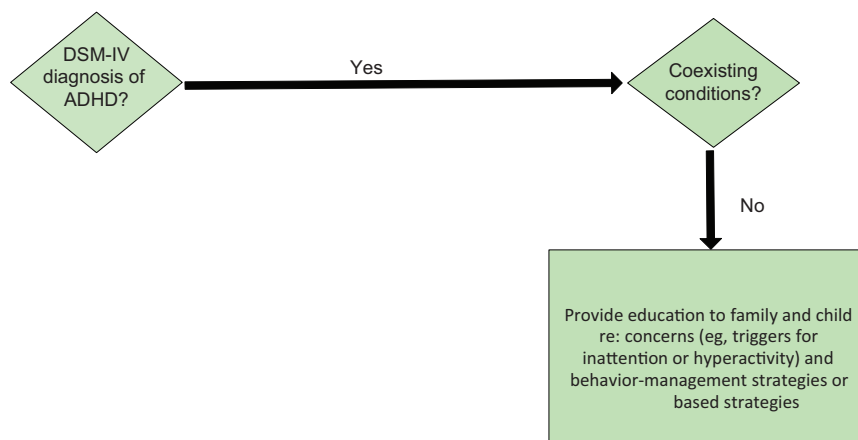 DSM-IV
diagnosis of
ADHD?
Yes
Coexisting
conditions?
No
Provide education to family and child
re: concerns (eg, triggers for
inattention or hyperactivity) and
behavior-management strategies or
based strategies